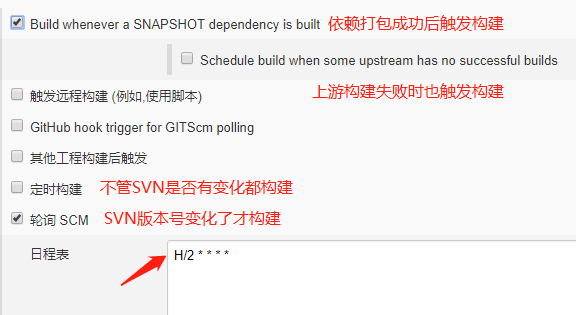 Build whenever a SNAPSHOT dependency is built 依赖打包成功后触发构建
Schedule build when some upstream has no successful builds
触发远程构建 (例如,使用脚本) 上游构建失败时也触发构建
GitHub hook trigger for GITScm polling
其他工程构建后触发
定时构建 不管SVN是否有变化都构建
轮询 SCM SVN版本号变化了才构建
日程表 H/2 * * * *